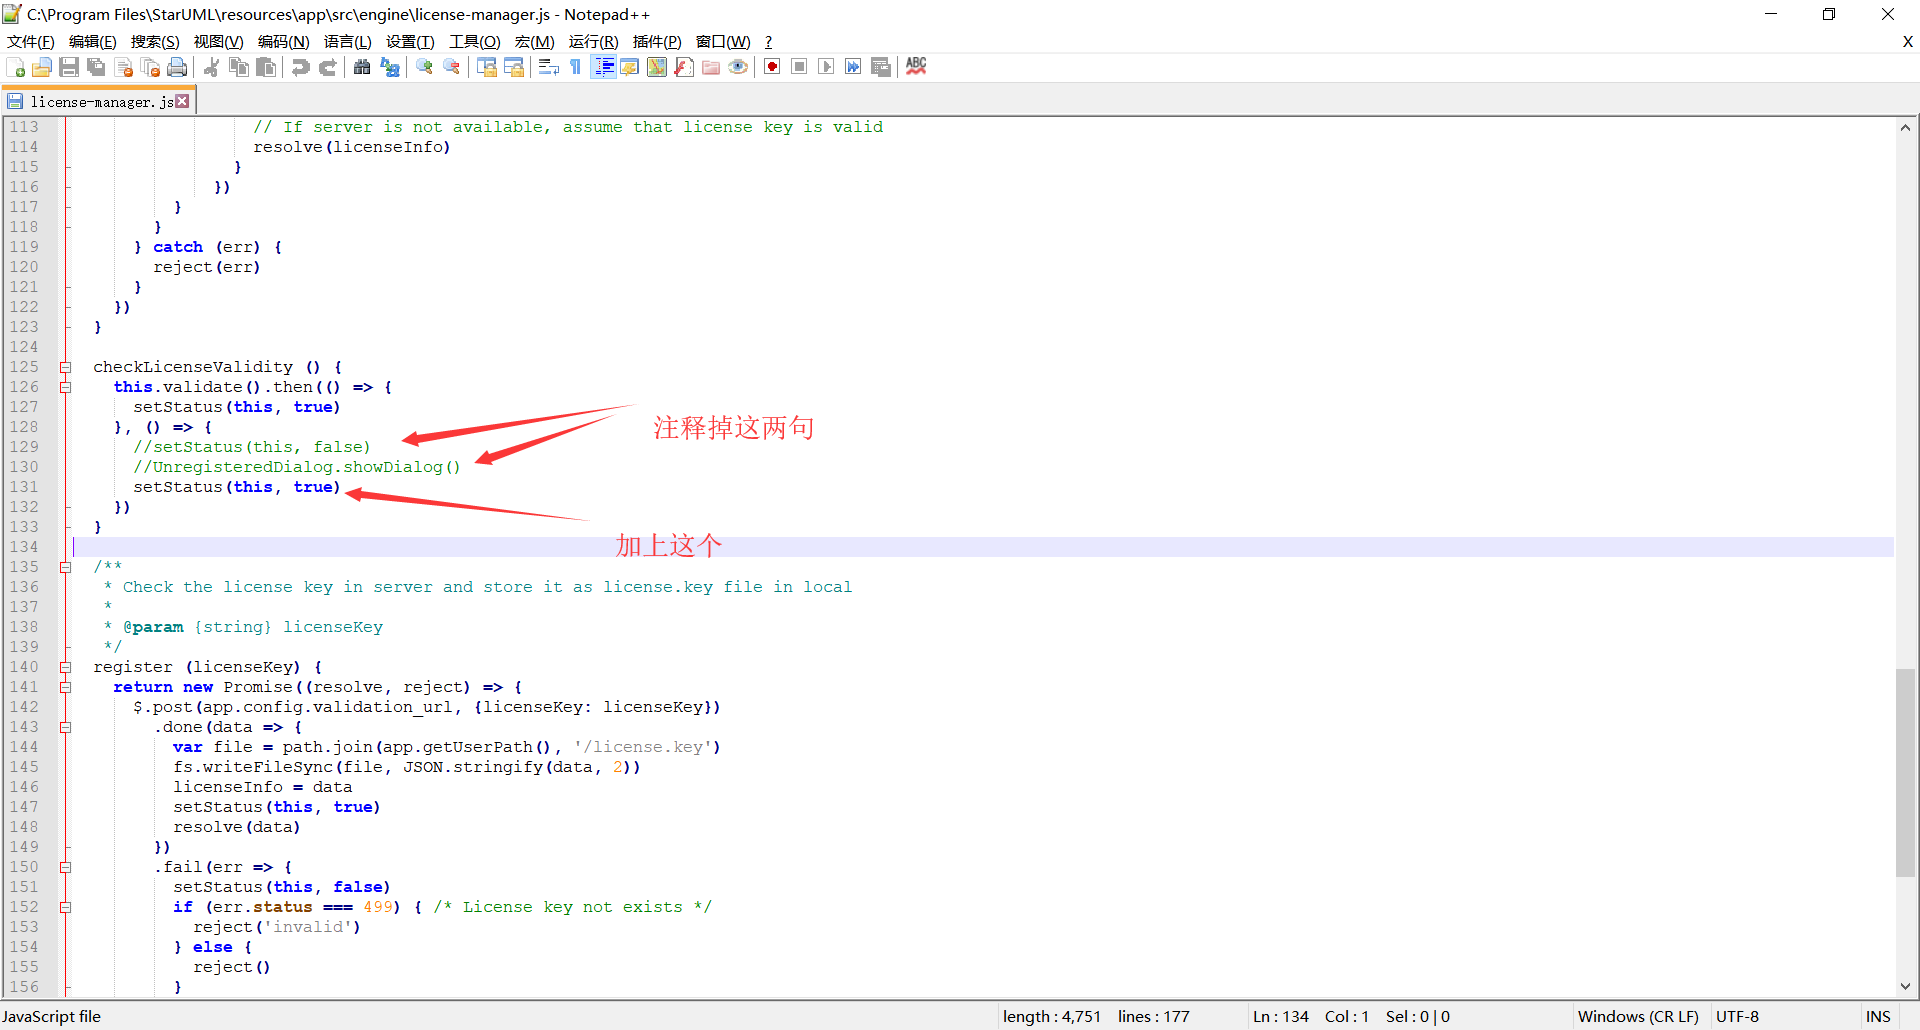 C:\Program Files\StarUML\resources\app\src\engine\license-manager.js - Notepad++
文件(F) 编辑(E) 搜索(S) 视图(V) 编码(N) 语言(L) 设置(T) 工具(O) 宏(M) 运行(R) 插件(P) 窗口(W) ? X
ABC
license-manager.js
113 // If server is not available, assume that license key is valid
114 resolve(licenseInfo)
115 }
116 })
117 }
118 }
119 } catch (err) {
120 reject(err)
121 }
122 })
123 }
124
125 checkLicenseValidity () {
126 this.validate().then(() => {
127 setStatus(this, true)
128 }, () => {
129 //setStatus(this, false)
注释掉这两句
130 //UnregisteredDialog.showDialog()
131 setStatus(this, true)
132 })
133 }
134
加上这个
135 /**
136 * Check the license key in server and store it as license.key file in local
137 *
138 * @param {string} licenseKey
139 */
140 register (licenseKey) {
141 return new Promise((resolve, reject) => {
142 $.post(app.config.validation_url, {licenseKey: licenseKey})
143 .done(data => {
144 var file = path.join(app.getUserPath(), '/license.key')
145 fs.writeFileSync(file, JSON.stringify(data, 2))
146 licenseInfo = data
147 setStatus(this, true)
148 resolve(data)
149 })
150 .fail(err => {
151 setStatus(this, false)
152 if (err.status === 499) { /* License key not exists */
153 reject('invalid')
154 } else {
155 reject()
156 }
JavaScript file length : 4,751 lines : 177 Ln : 134 Col : 1 Sel : 0 | 0 Windows (CR LF) UTF-8 INS